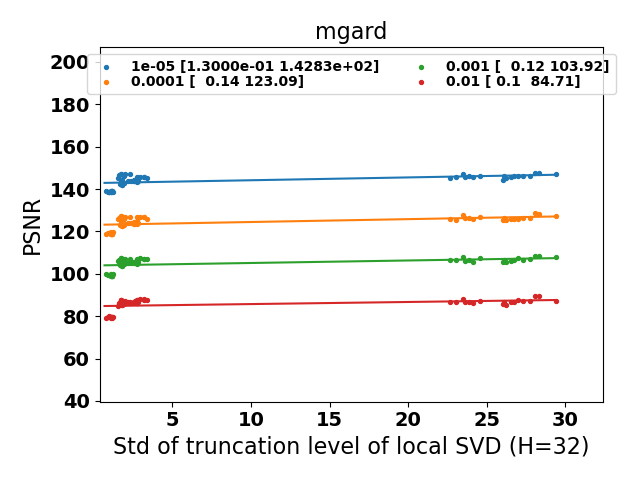 mgard
1e-05 [1.3000e-01 1.4283e+02]
0.0001 [  0.14 123.09]
0.001 [  0.12 103.92]
0.01 [ 0.1  84.71]
200
180
160
140
120
100
80
60
40
PSNR
5 10 15 20 25 30
Std of truncation level of local SVD (H=32)